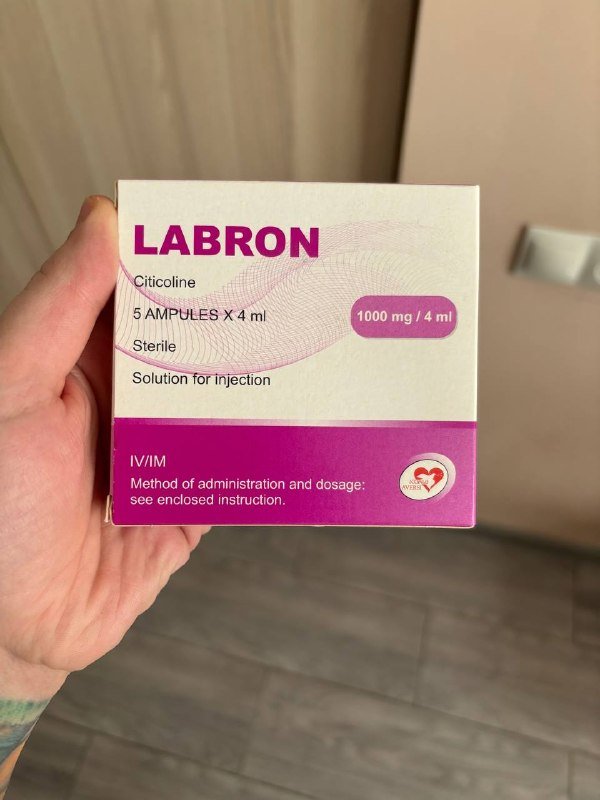 LABRON
Citicoline
5 AMPULES X 4 ml
1000 mg / 4 ml
Sterile
Solution for injection
IV/IM
Method of administration and dosage:
see enclosed instruction.
AVERSI